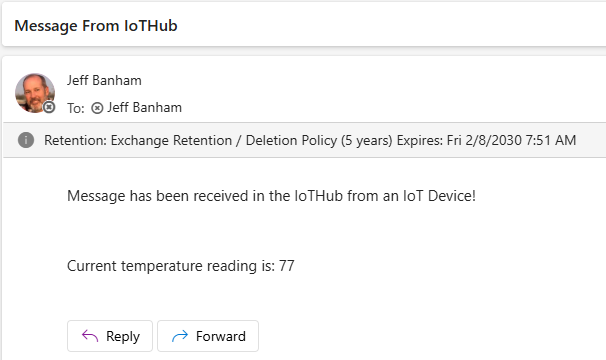 Message From IoTHub
Jeff Banham
To: Jeff Banham
Retention: Exchange Retention / Deletion Policy (5 years) Expires: Fri 2/8/2030 7:51 AM
Message has been received in the IoTHub from an IoT Device!
Current temperature reading is: 77
Reply Forward